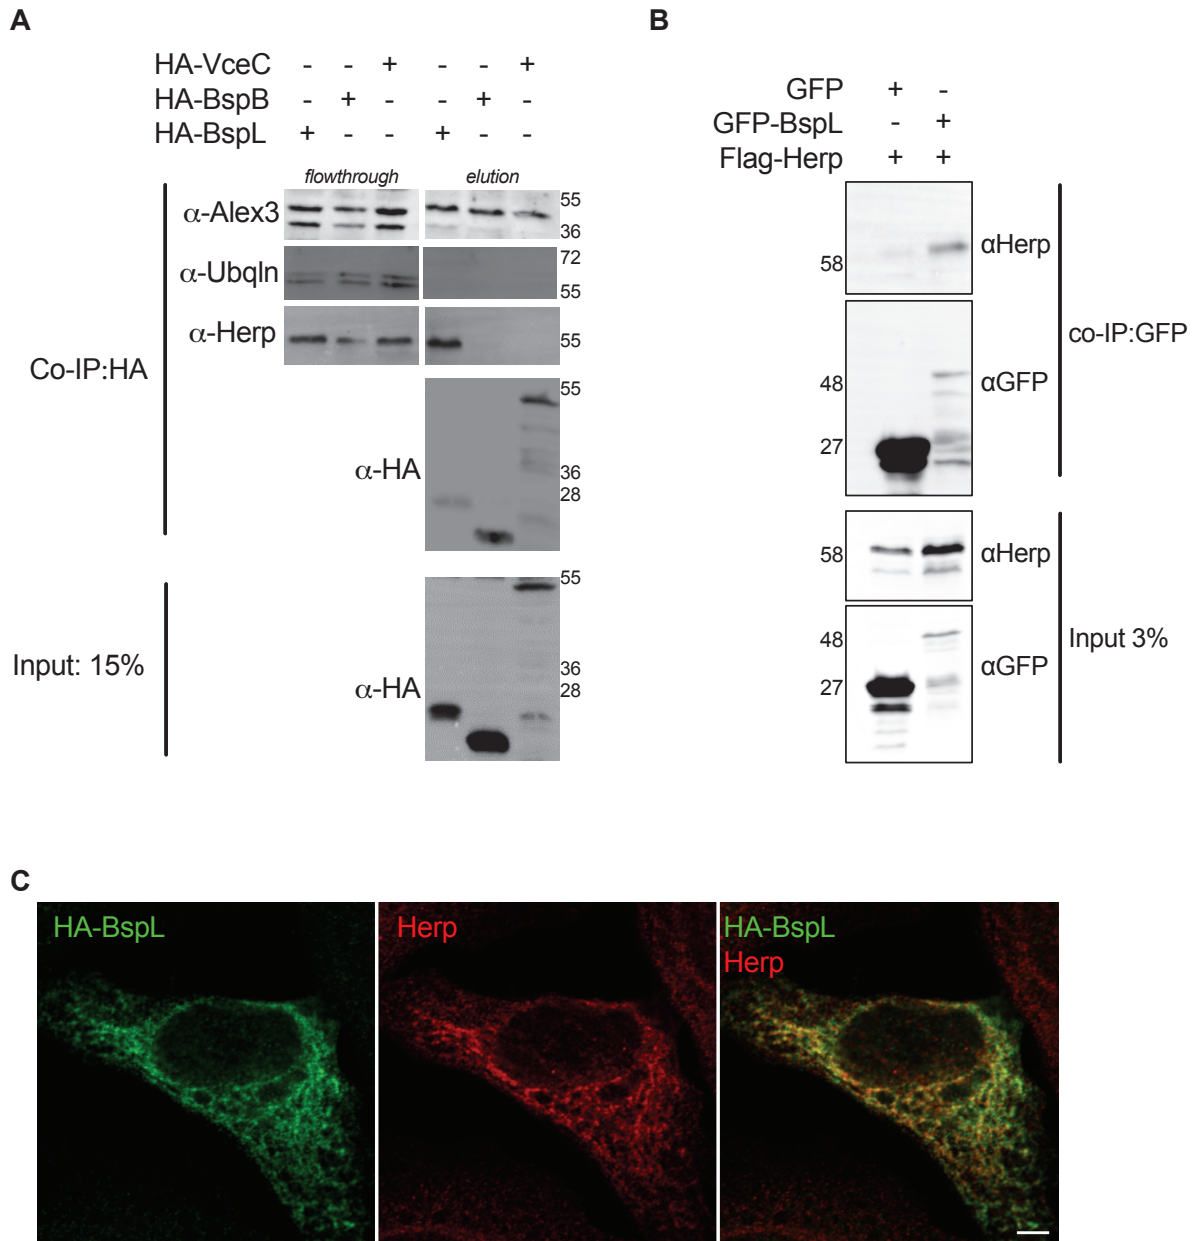 A
HA-VceC - - + - - +
HA-BspB - + - - + -
HA-BspL + - - + - -
flowthrough elution
α-Alex3 55
36
α-Ubqln 72
55
α-Herp 55
Co-IP:HA
α-HA 55
36
28
Input: 15%
α-HA 55
36
28
B
GFP + -
GFP-BspL - +
Flag-Herp + +
58 αHerp
48 αGFP
27
co-IP:GFP
58 αHerp
48 αGFP
27
Input 3%
C
HA-BspL
Herp
HA-BspL
Herp